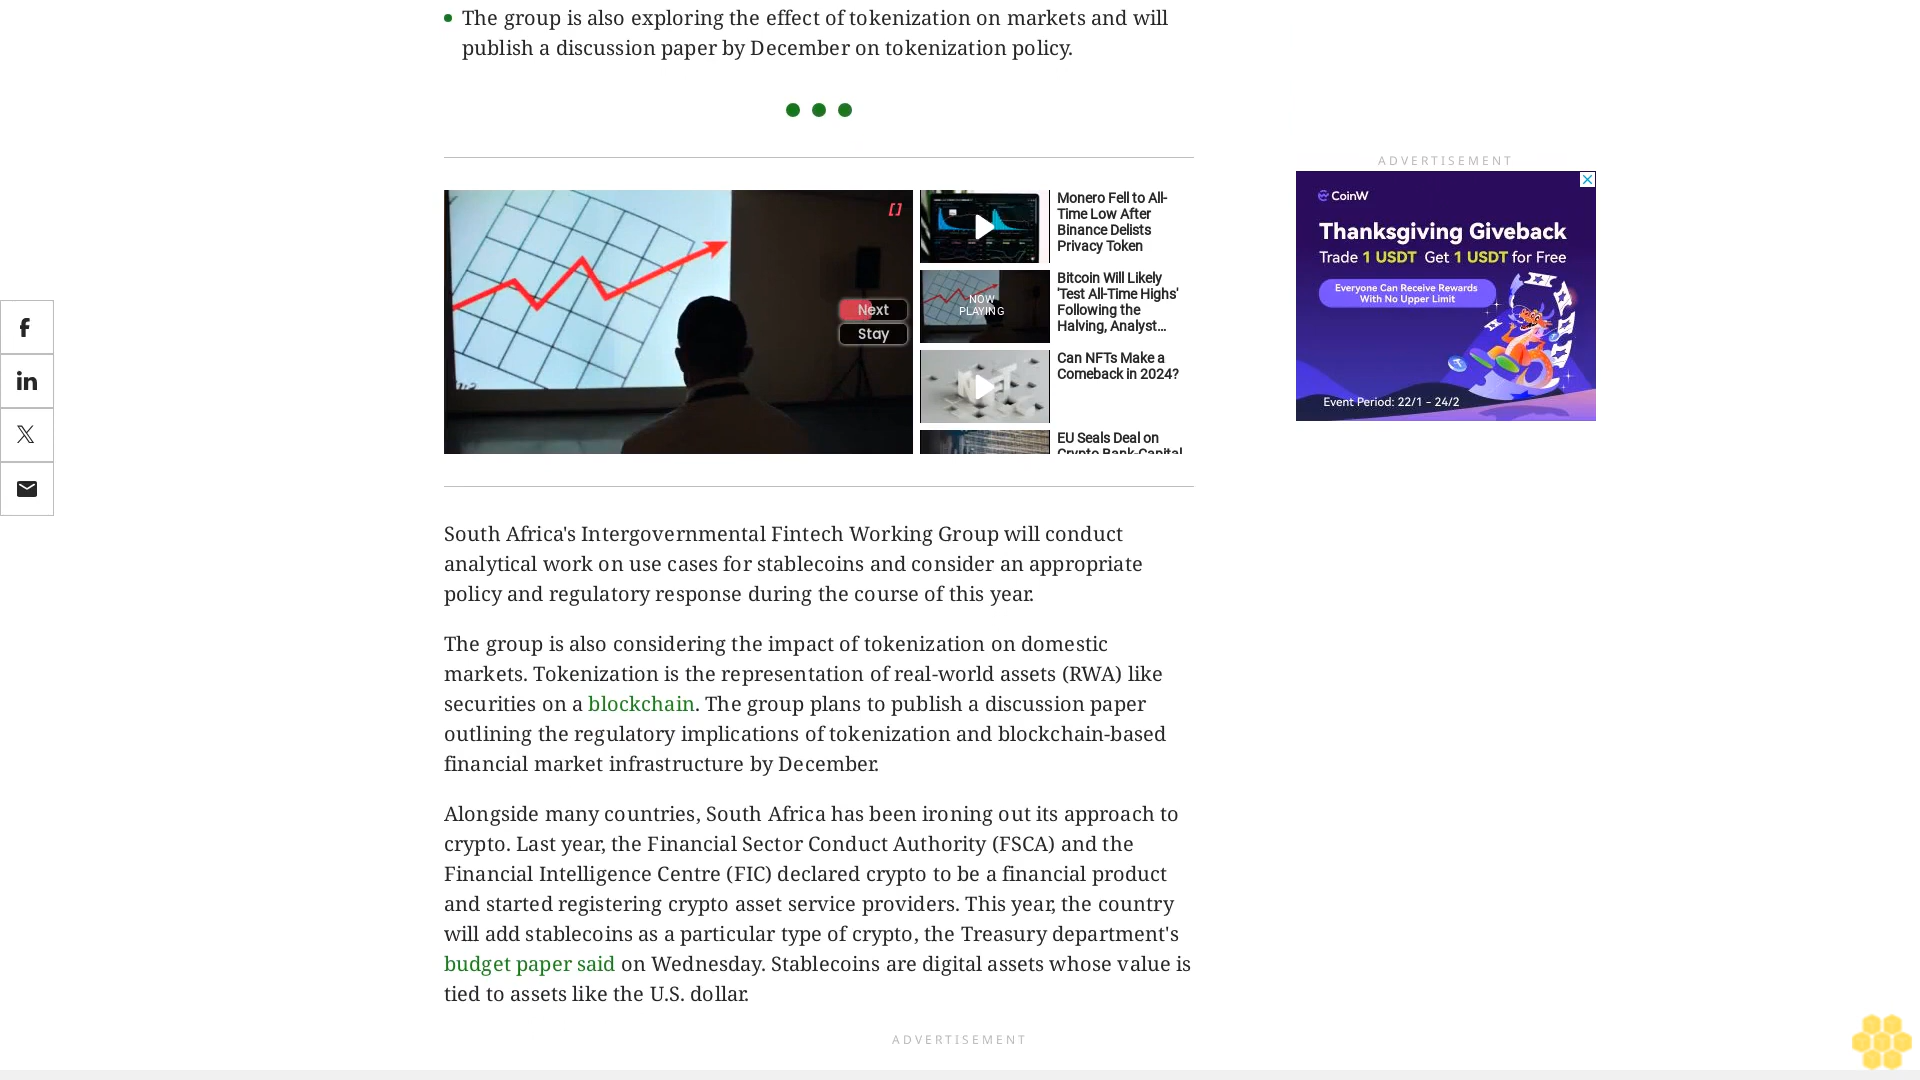 The group is also exploring the effect of tokenization on markets and will
publish a discussion paper by December on tokenization policy.
ADVERTISEMENT
Next
Stay
Monero Fell to All-
Time Low After
Binance Delists
Privacy Token
NOW
PLAYING
Bitcoin Will Likely
'Test All-Time Highs'
Following the
Halving, Analyst...
NFT
Can NFTs Make a
Comeback in 2024?
EU Seals Deal on
Crypto Bank-Capital
CoinW
Thanksgiving Giveback
Trade 1 USDT Get 1 USDT for Free
Everyone Can Receive Rewards
With No Upper Limit
Event Period: 22/1 - 24/2
South Africa's Intergovernmental Fintech Working Group will conduct
analytical work on use cases for stablecoins and consider an appropriate
policy and regulatory response during the course of this year.
The group is also considering the impact of tokenization on domestic
markets. Tokenization is the representation of real-world assets (RWA) like
securities on a blockchain. The group plans to publish a discussion paper
outlining the regulatory implications of tokenization and blockchain-based
financial market infrastructure by December.
Alongside many countries, South Africa has been ironing out its approach to
crypto. Last year, the Financial Sector Conduct Authority (FSCA) and the
Financial Intelligence Centre (FIC) declared crypto to be a financial product
and started registering crypto asset service providers. This year, the country
will add stablecoins as a particular type of crypto, the Treasury department's
budget paper said on Wednesday. Stablecoins are digital assets whose value is
tied to assets like the U.S. dollar.
ADVERTISEMENT